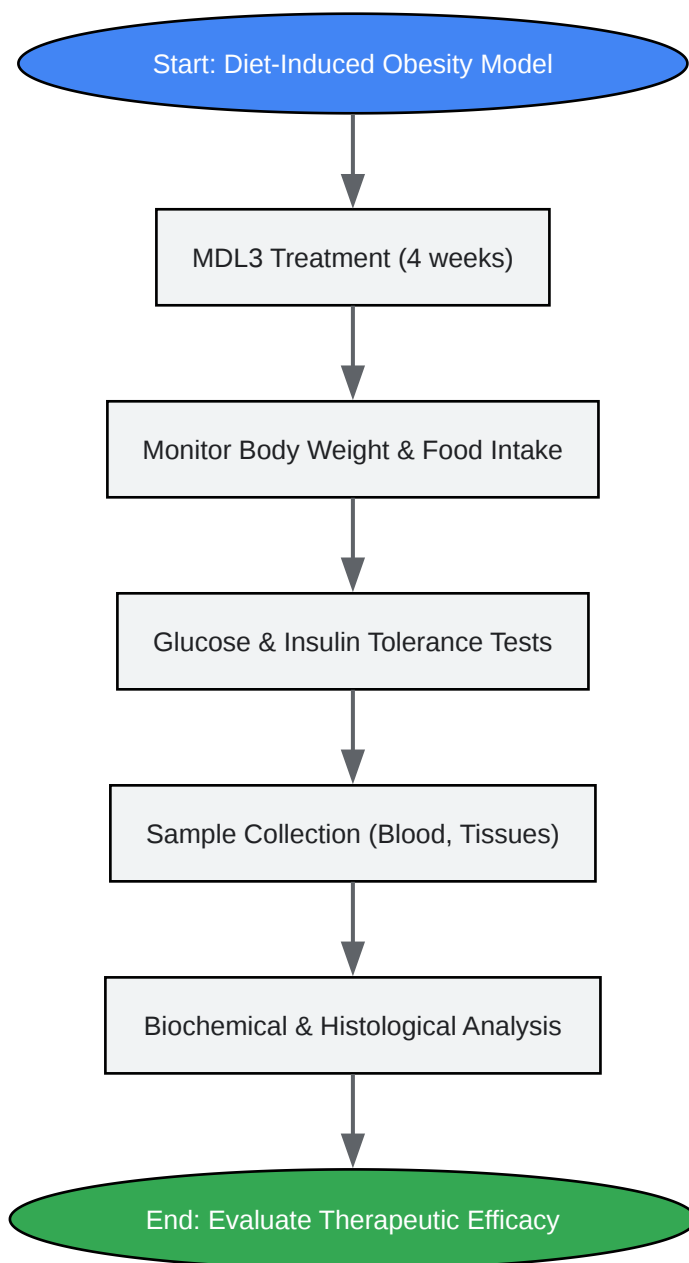 Start: Diet-Induced Obesity Model
MDL3 Treatment (4 weeks)
Monitor Body Weight & Food Intake
Glucose & Insulin Tolerance Tests
Sample Collection (Blood, Tissues)
Biochemical & Histological Analysis
End: Evaluate Therapeutic Efficacy